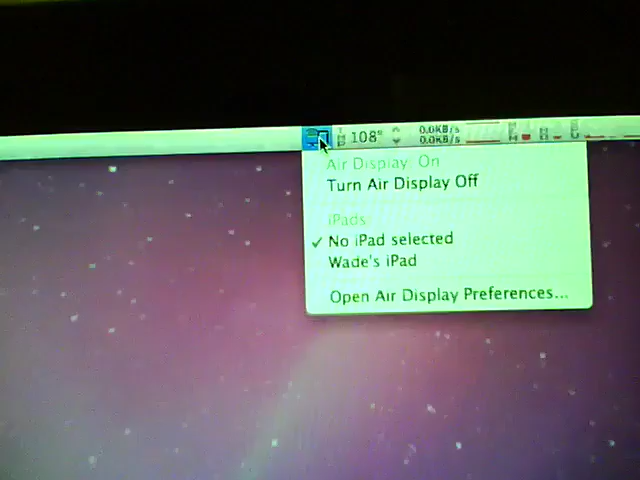 108°
0.0KB/s
0.0KB/s
Air Display: On
Turn Air Display Off
iPads:
✓ No iPad selected
Wade's iPad
Open Air Display Preferences...